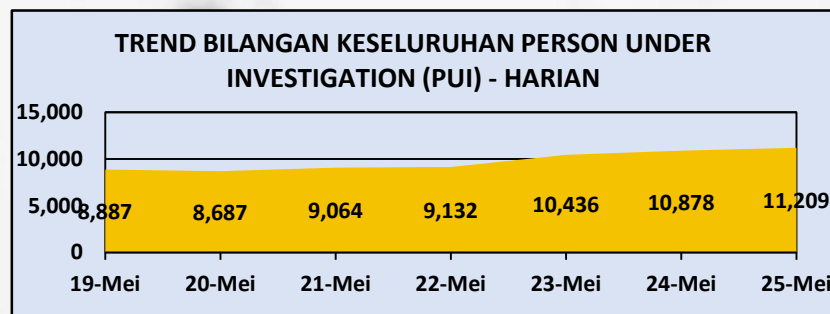 TREND BILANGAN KESELURUHAN PERSON UNDER
INVESTIGATION (PUI) - HARIAN
15,000
10,000
5,000
0
8,887 8,687 9,064 9,132 10,436 10,878 11,209
19-Mei 20-Mei 21-Mei 22-Mei 23-Mei 24-Mei 25-Mei